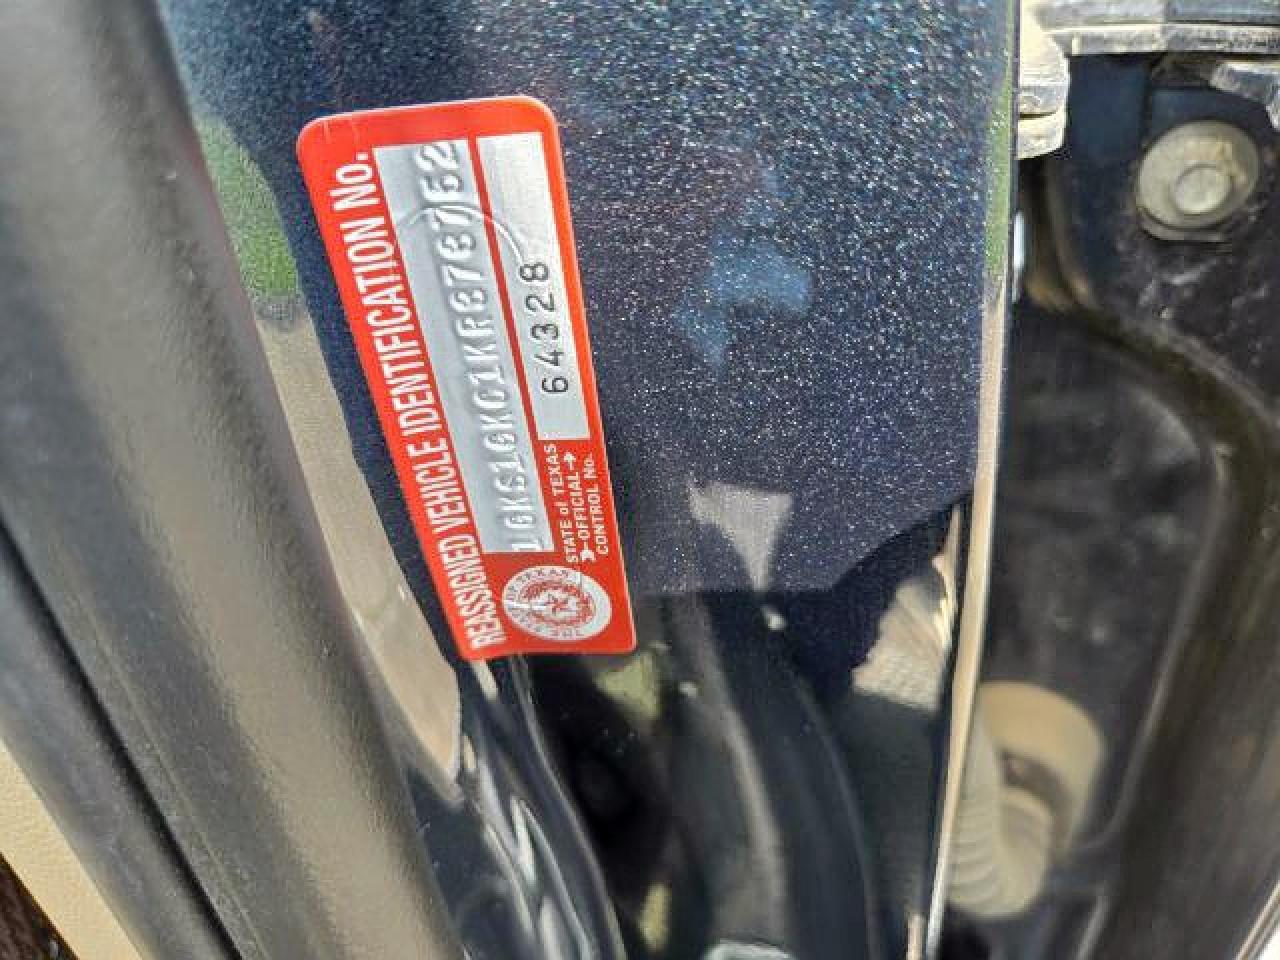 REASSIGNED VEHICLE IDENTIFICATION No.
STATE of TEXAS
OFFICIAL
CONTROL No.
64328